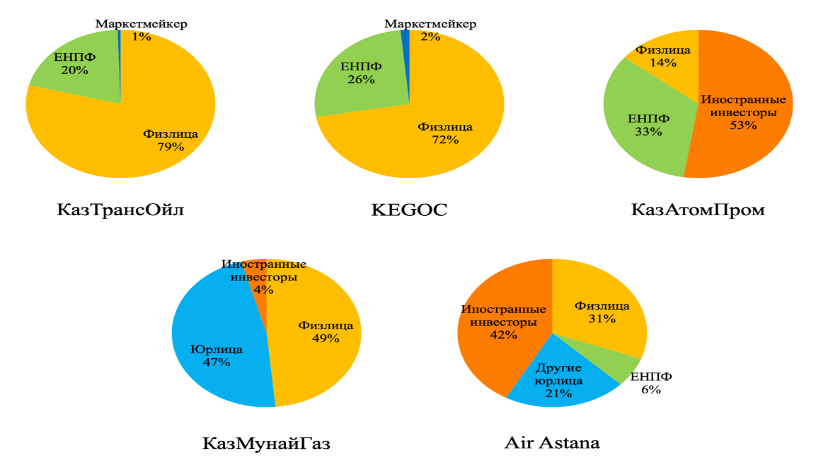 Маркетмейкер
1%
ЕНПФ
20%
Физлица
79%
КазТрансОйл
Маркетмейкер
2%
ЕНПФ
26%
Физлица
72%
KEGOC
Физлица
14%
Иностранные
инвесторы
53%
ЕНПФ
33%
КазАтомПром
Иностранные
инвесторы
4%
Физлица
49%
Юрлица
47%
КазМунайГаз
Иностранные
инвесторы
42%
Физлица
31%
Другие
юрлица
21%
ЕНПФ
6%
Air Astana